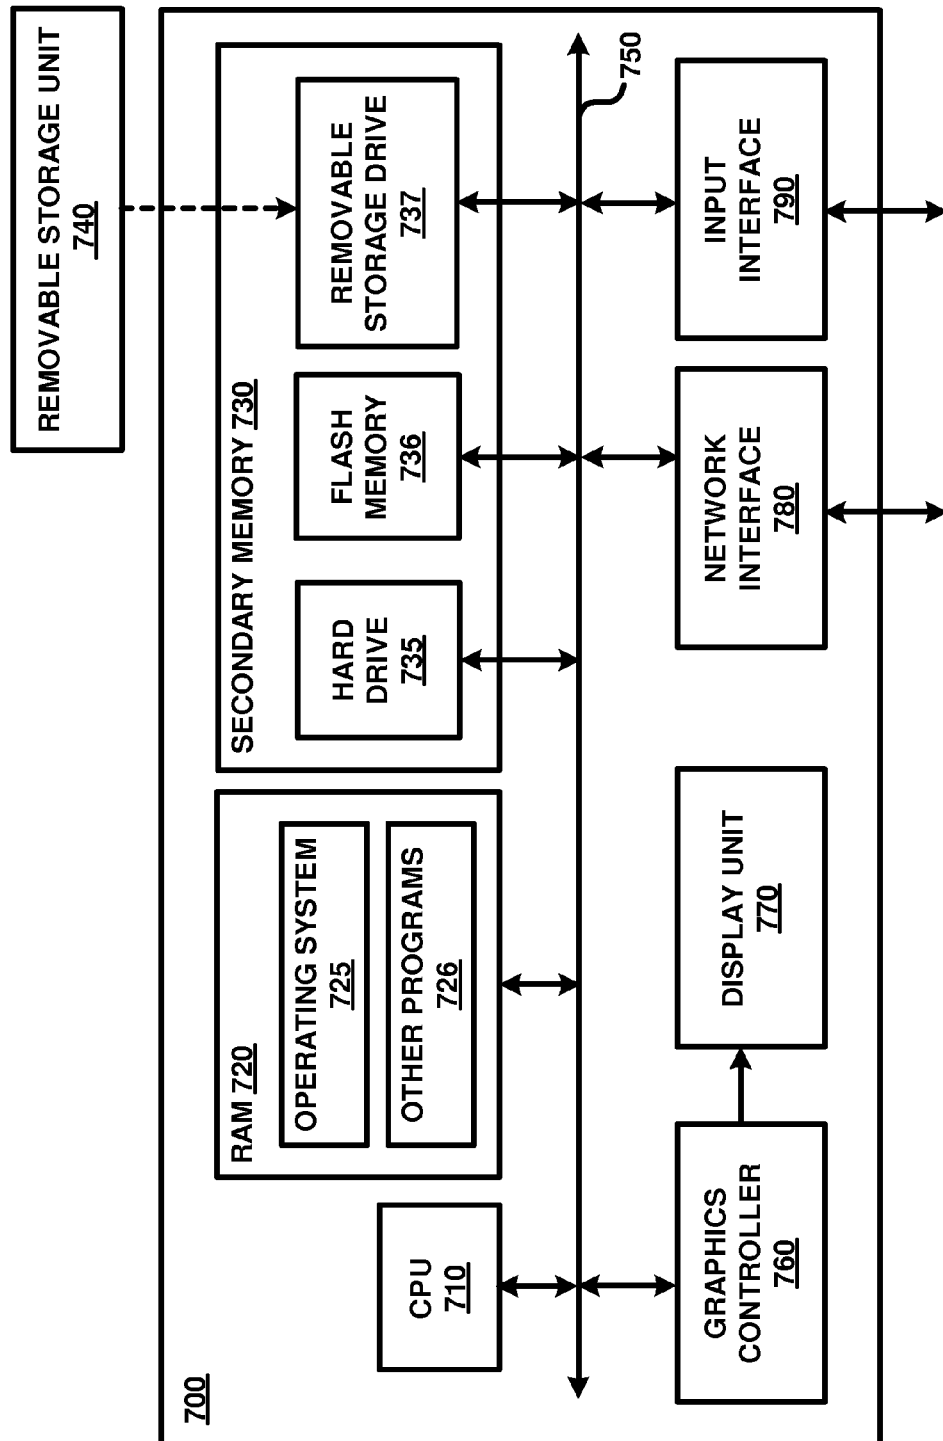 700
CPU
710
RAM 720
OPERATING SYSTEM
725
OTHER PROGRAMS
726
SECONDARY MEMORY 730
HARD
DRIVE
735
FLASH
MEMORY
736
REMOVABLE
STORAGE DRIVE
737
REMOVABLE STORAGE UNIT
740
750
GRAPHICS
CONTROLLER
760
DISPLAY UNIT
770
NETWORK
INTERFACE
780
INPUT
INTERFACE
790